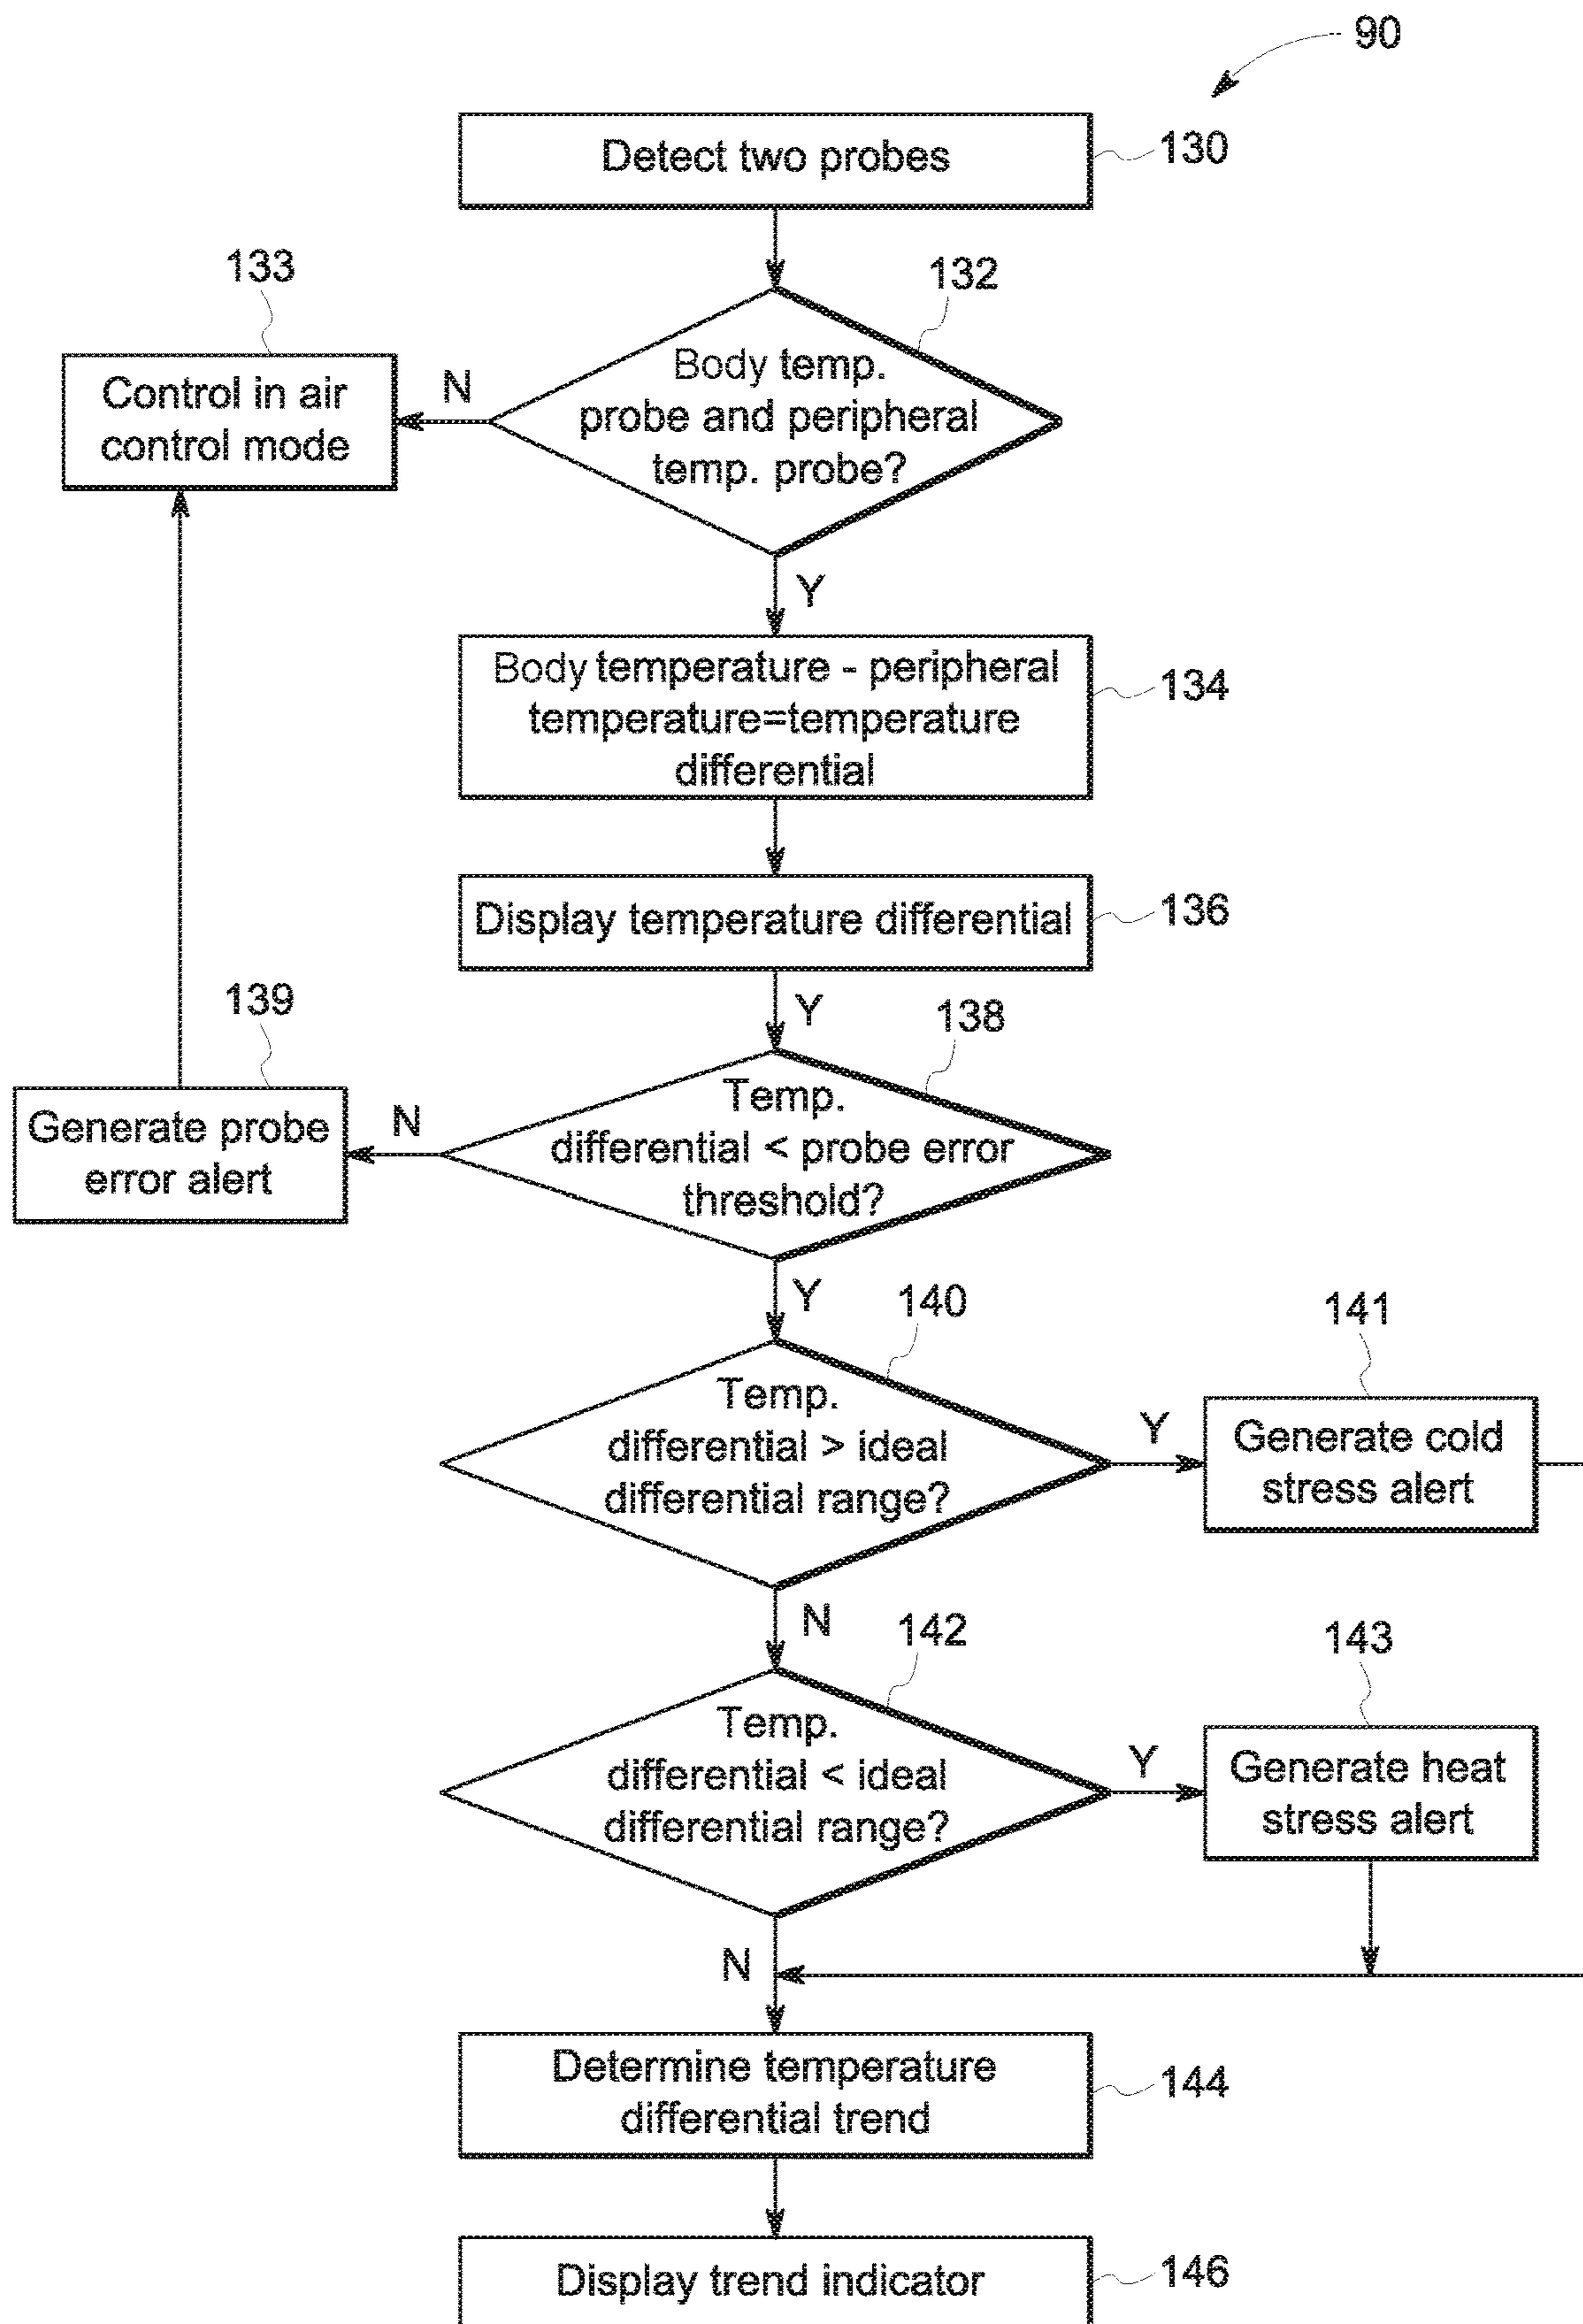 90
Detect two probes
130
133
132
Control in air
control mode
N
Body temp.
probe and peripheral
temp. probe?
Y
Body temperature - peripheral
temperature=temperature
differential
134
Display temperature differential
136
Y
139
138
Generate probe
error alert
N
Temp.
differential < probe error
threshold?
Y
140
141
Temp.
differential > ideal
differential range?
Y
Generate cold
stress alert
N
142
143
Temp.
differential < ideal
differential range?
Y
Generate heat
stress alert
N
Determine temperature
differential trend
144
Display trend indicator
146